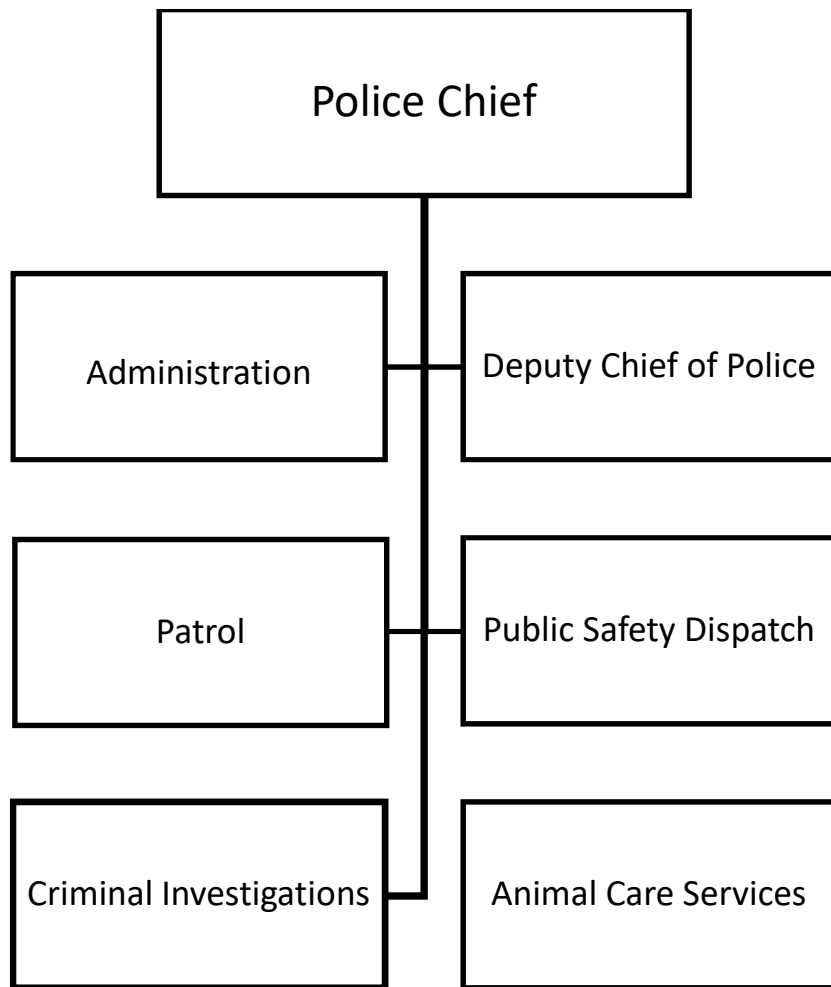 Police Chief
Administration
Deputy Chief of Police
Patrol
Public Safety Dispatch
Criminal Investigations
Animal Care Services